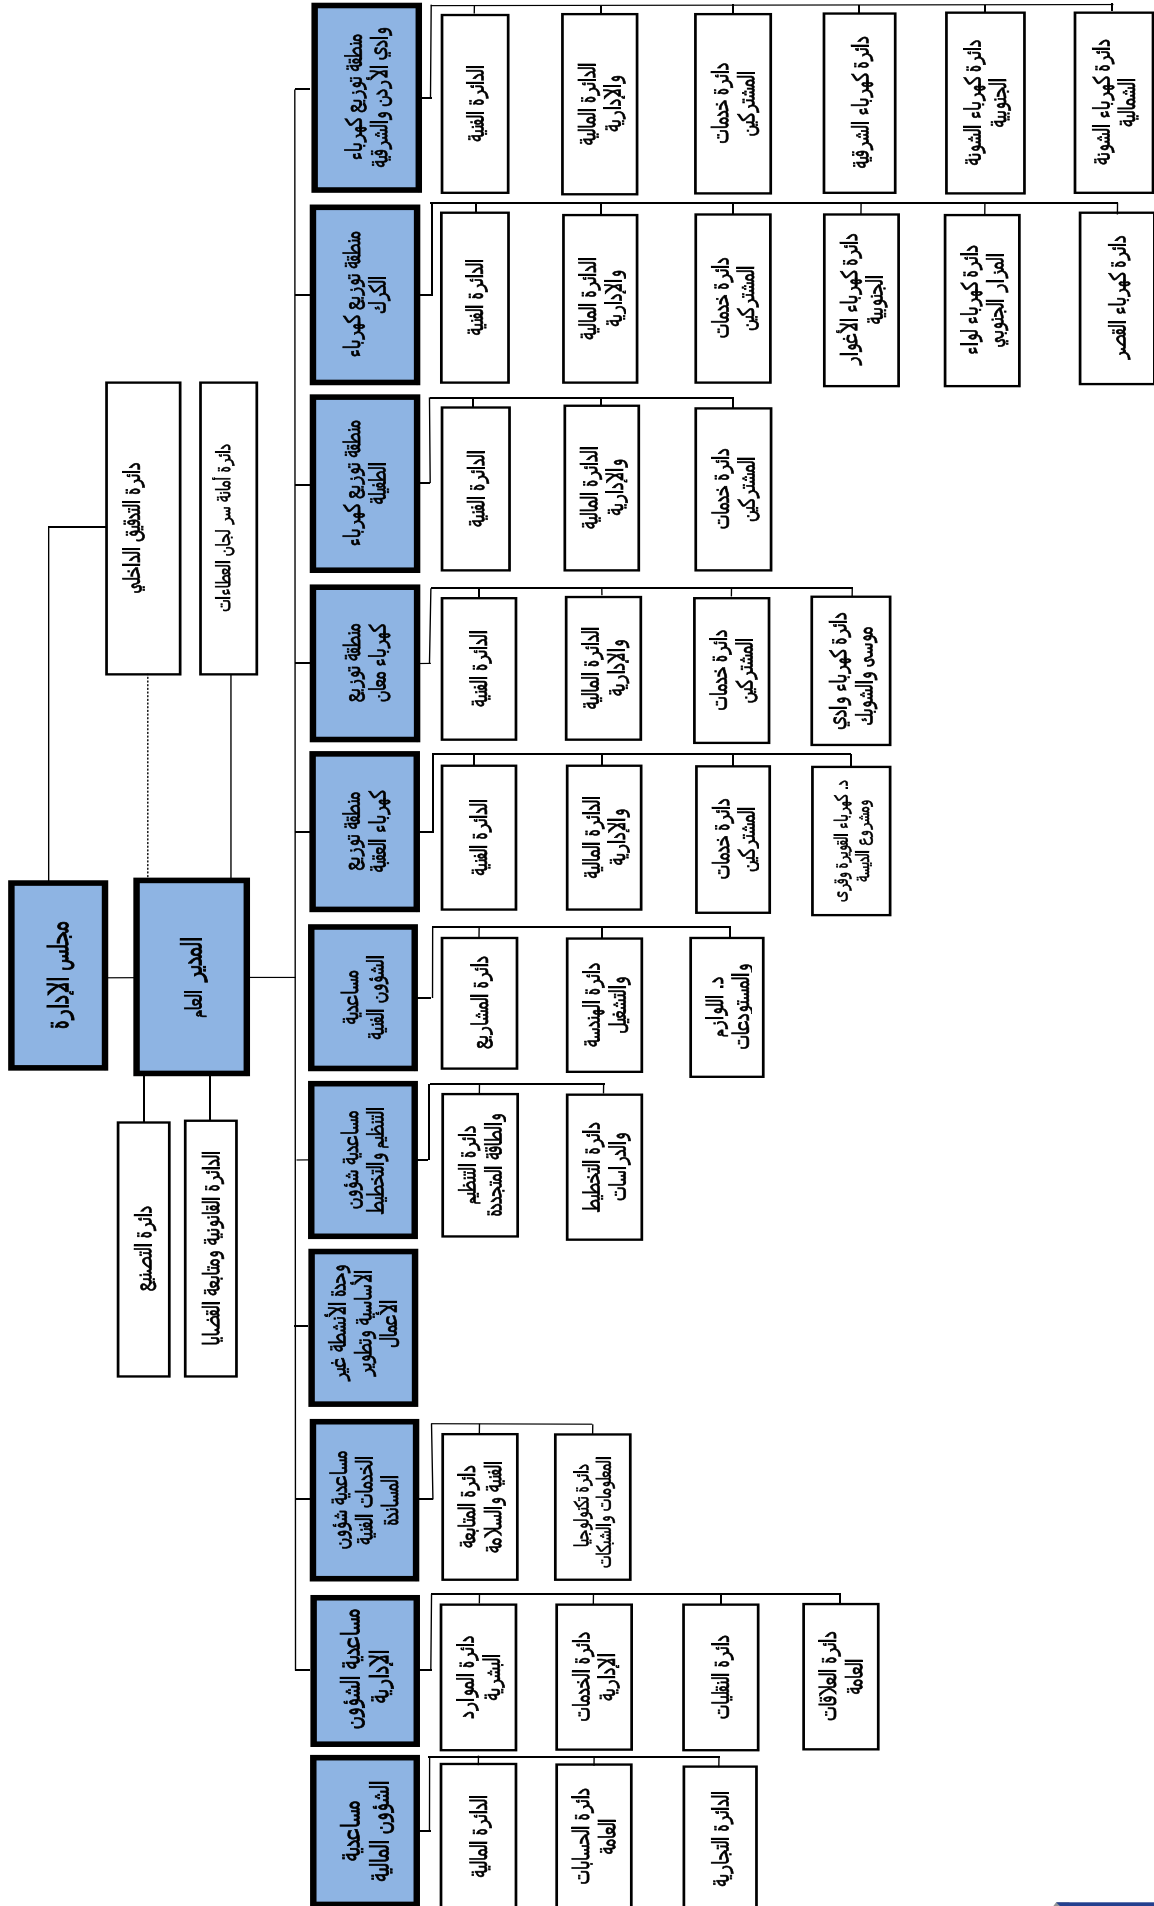 مجلس الإدارة
المدير العام
دائرة التدقيق الداخلي
دائرة أمانة سر لجان العطاءات
دائرة التصنيع
الدائرة القانونية ومتابعة القضايا
منطقة توزيع كهرباء
وادي الأردن والشرقية
الدائرة الفنية
الدائرة المالية
والإدارية
دائرة خدمات
المشتركين
دائرة كهرباء الشرقية
دائرة كهرباء الشونة
الجنوبية
دائرة كهرباء الشونة
الشمالية
منطقة توزيع كهرباء
الكرك
الدائرة الفنية
الدائرة المالية
والإدارية
دائرة خدمات
المشتركين
دائرة كهرباء الأغوار
الجنوبية
دائرة كهرباء لواء
المزار الجنوبي
دائرة كهرباء القصر
منطقة توزيع كهرباء
الطفيلة
الدائرة الفنية
الدائرة المالية
والإدارية
دائرة خدمات
المشتركين
منطقة توزيع
كهرباء معان
الدائرة الفنية
الدائرة المالية
والإدارية
دائرة خدمات
المشتركين
دائرة كهرباء وادي
موسى والشوبك
منطقة توزيع
كهرباء العقبة
الدائرة الفنية
الدائرة المالية
والإدارية
دائرة خدمات
المشتركين
د. كهرباء القويرة وقرى
ومشروع الديسة
مساعدية
الشؤون الفنية
دائرة المشاريع
دائرة الهندسة
والتشغيل
د. اللوازم
والمستودعات
مساعدية شؤون
التنظيم والتخطيط
دائرة التنظيم
والطاقة المتجددة
دائرة التخطيط
والدراسات
وحدة الأنشطة غير
الأساسية وتطوير
الأعمال
مساعدية شؤون
الخدمات الفنية
المساندة
دائرة المتابعة
الفنية والسلامة
دائرة تكنولوجيا
المعلومات والشبكات
مساعدية الشؤون
الإدارية
دائرة الموارد
البشرية
دائرة الخدمات
الإدارية
دائرة النقليات
دائرة العلاقات
العامة
مساعدية
الشؤون المالية
الدائرة المالية
دائرة الحسابات
العامة
الدائرة التجارية